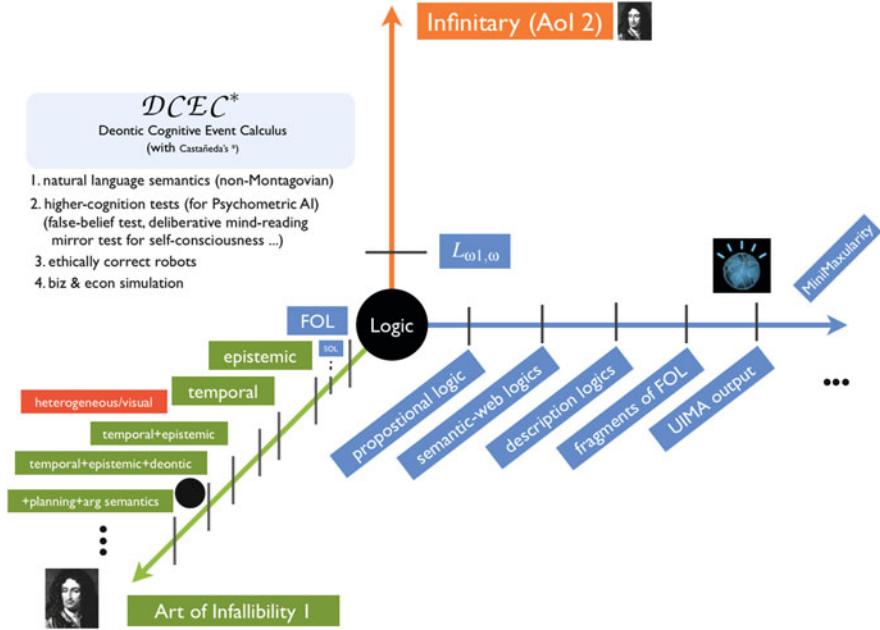 Infinitary (AoI 2)
DCEC*
Deontic Cognitive Event Calculus
(with Castañeda's *)
1. natural language semantics (non-Montagovian)
2. higher-cognition tests (for Psychometric AI)
(false-belief test, deliberative mind-reading
mirror test for self-consciousness ...)
3. ethically correct robots
4. biz & econ simulation
Lω1,ω
MiniMaxularity
FOL
Logic
SOL
epistemic
temporal
heterogeneous/visual
temporal+epistemic
temporal+epistemic+deontic
+planning+arg semantics
propostional logic
semantic-web logics
description logics
fragments of FOL
UIMA output
...
Art of Infallibility 1